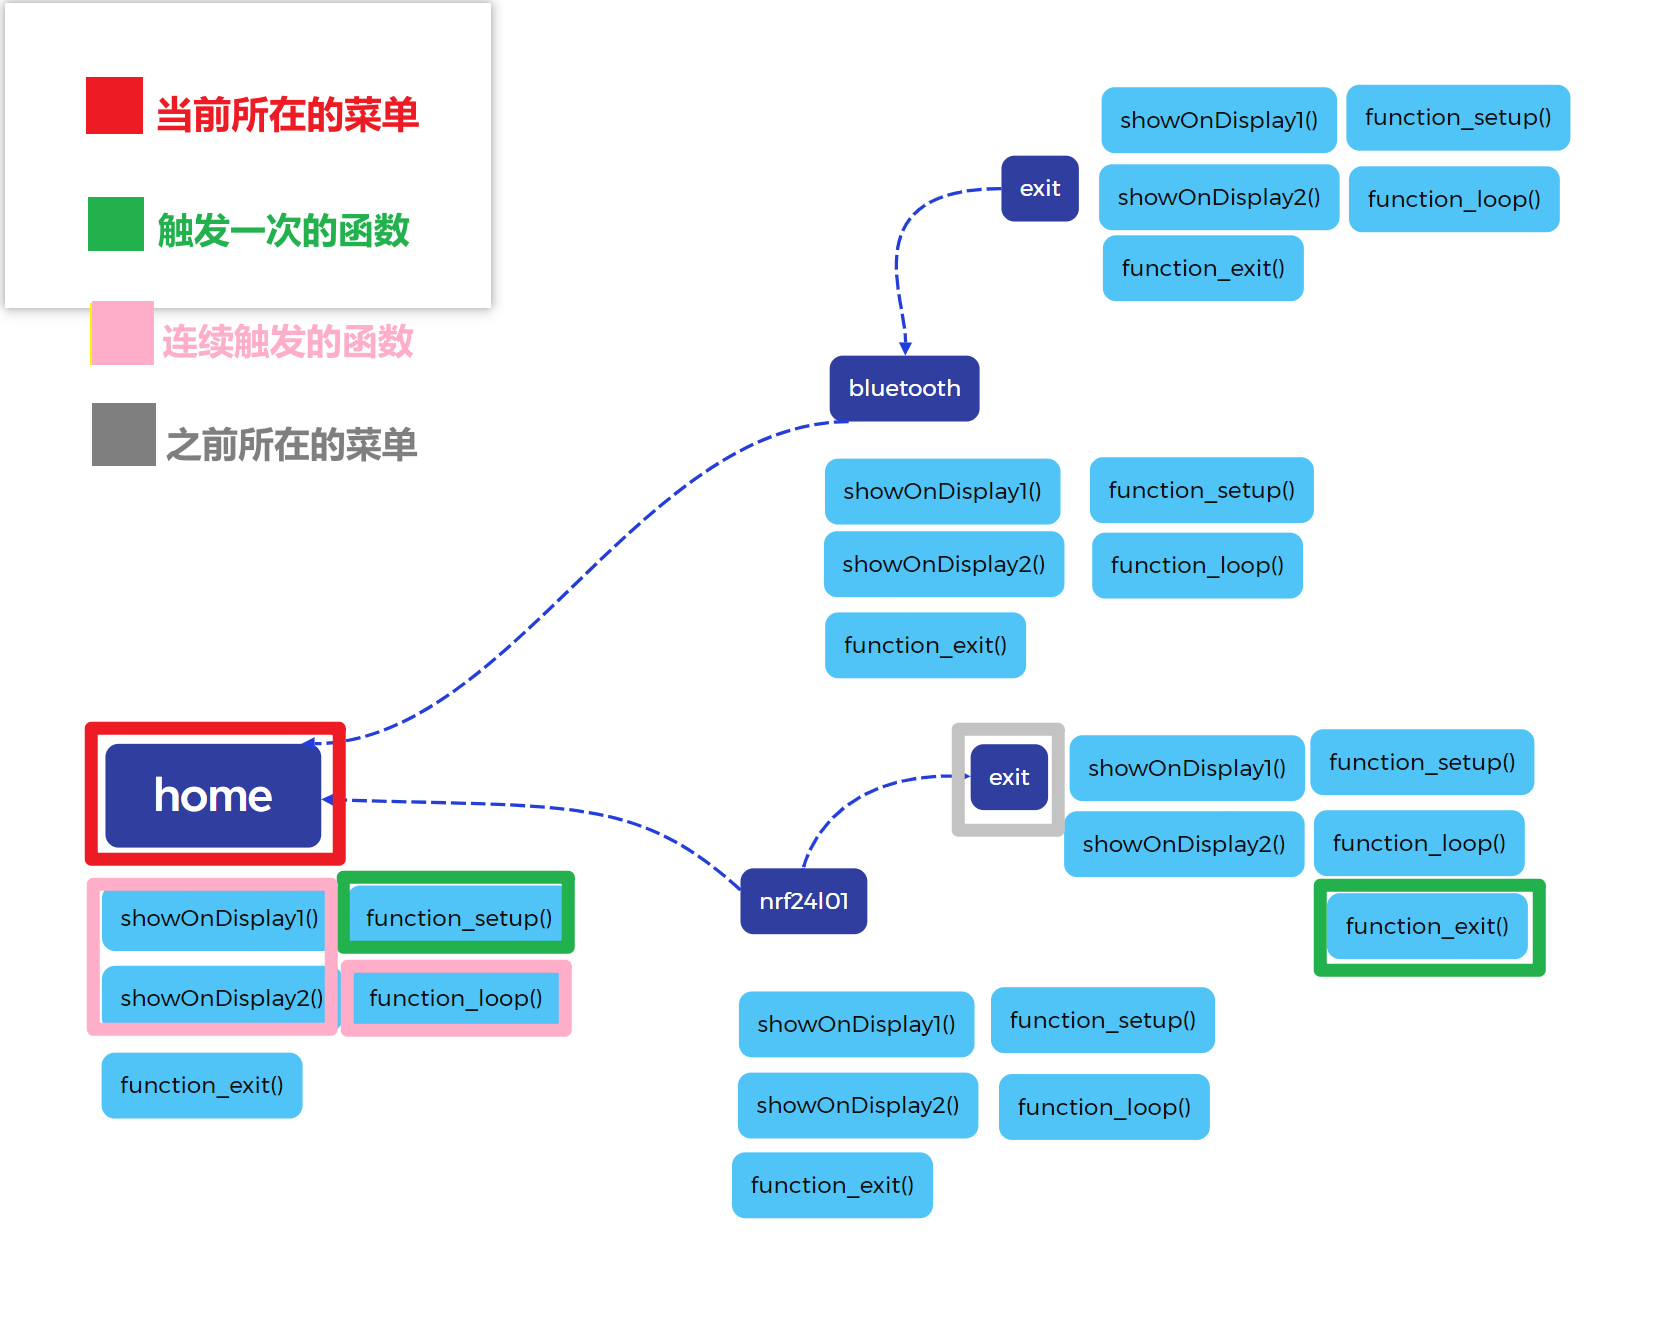 当前所在的菜单
触发一次的函数
连续触发的函数
之前所在的菜单
exit
showOnDisplay1()
function_setup()
showOnDisplay2()
function_loop()
function_exit()
bluetooth
showOnDisplay1()
function_setup()
showOnDisplay2()
function_loop()
function_exit()
home
showOnDisplay1()
function_setup()
showOnDisplay2()
function_loop()
function_exit()
exit
showOnDisplay1()
function_setup()
showOnDisplay2()
function_loop()
function_exit()
nrf24l01
showOnDisplay1()
function_setup()
showOnDisplay2()
function_loop()
function_exit()